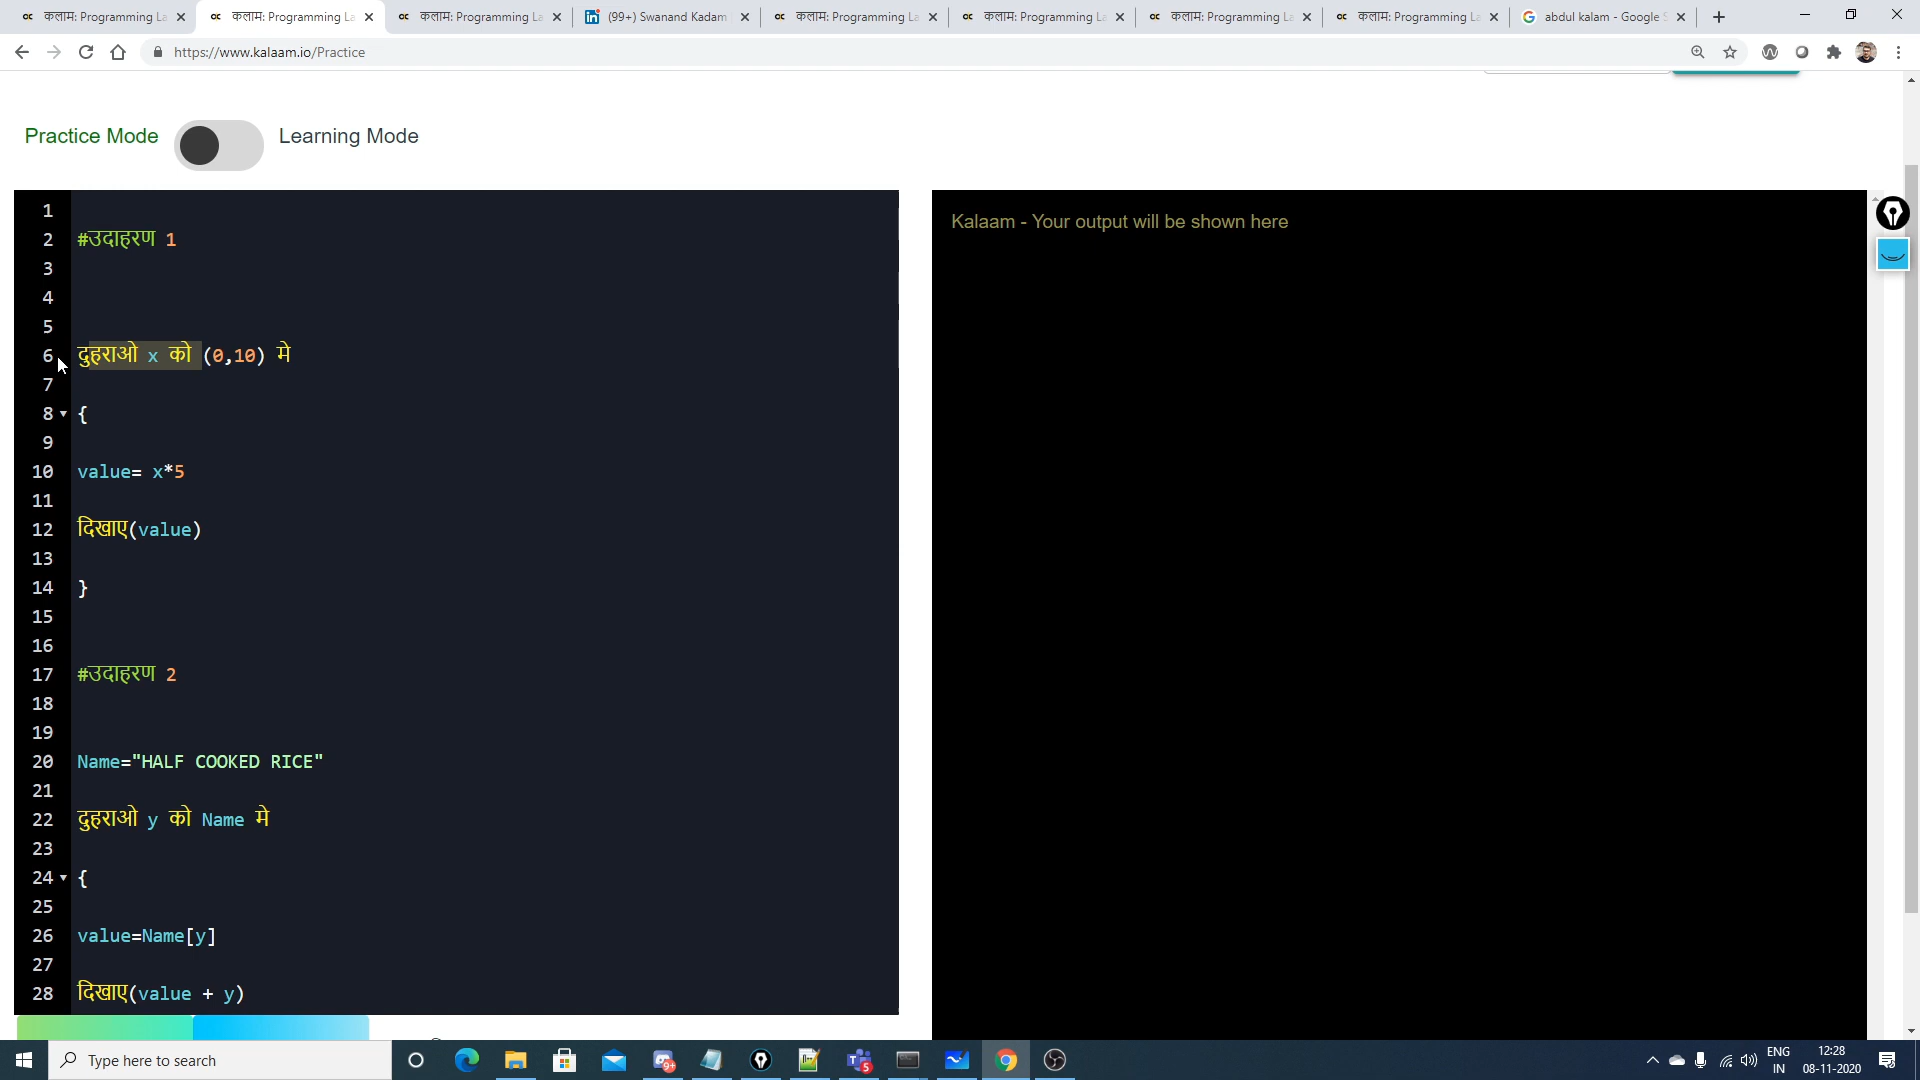 कलाम: Programming La
कलाम: Programming La
कलाम: Programming La
(99+) Swanand Kadam
कलाम: Programming La
कलाम: Programming La
कलाम: Programming La
कलाम: Programming La
abdul kalam - Google S
https://www.kalaam.io/Practice
Practice Mode
Learning Mode
1
2 #उदाहरण 1
3
4
5
6 दुहराओ x को (0,10) मे
7
8 {
9
10 value= x*5
11
12 दिखाए(value)
13
14 }
15
16
17 #उदाहरण 2
18
19
20 Name="HALF COOKED RICE"
21
22 दुहराओ y को Name मे
23
24 {
25
26 value=Name[y]
27
28 दिखाए(value + y)
Kalaam - Your output will be shown here
Type here to search
9+
5
ENG
IN
12:28
08-11-2020